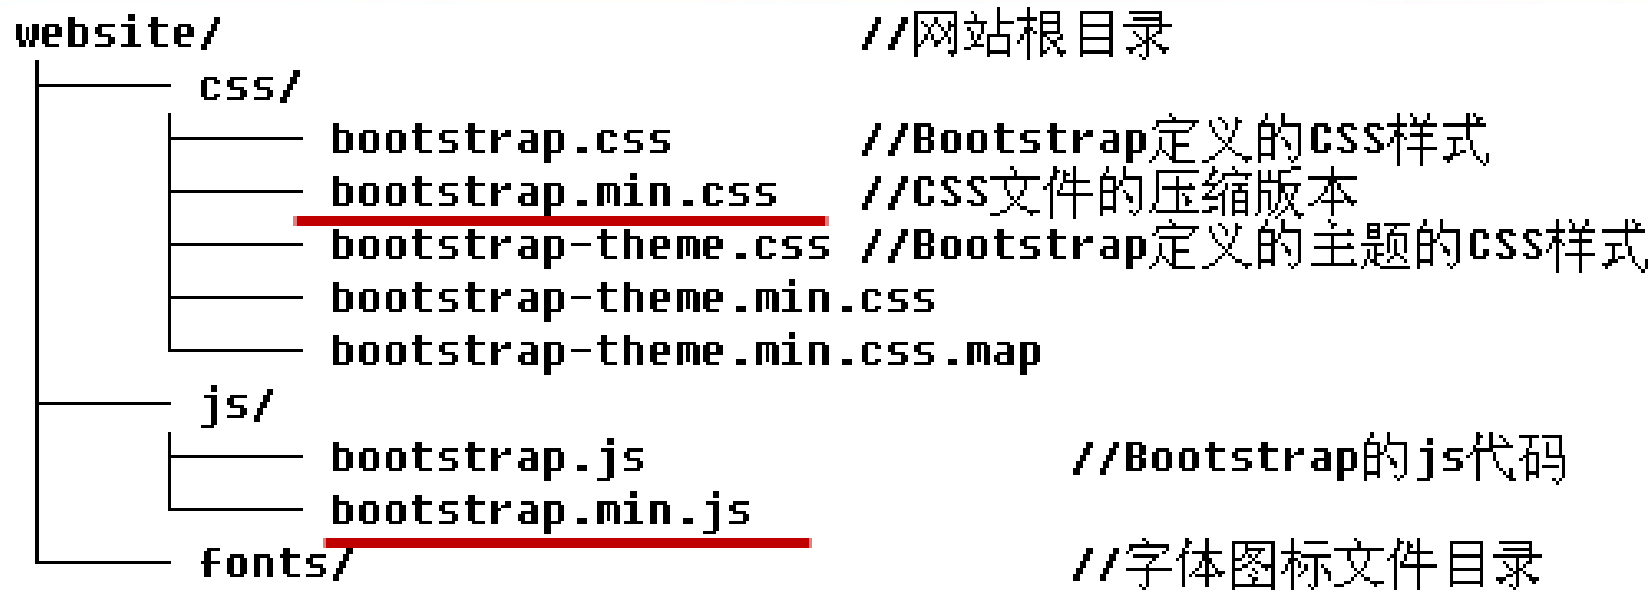 website/ //网站根目录
css/
bootstrap.css //Bootstrap定义的CSS样式
bootstrap.min.css //CSS文件的压缩版本
bootstrap-theme.css //Bootstrap定义的主题的CSS样式
bootstrap-theme.min.css
bootstrap-theme.min.css.map
js/
bootstrap.js //Bootstrap的js代码
bootstrap.min.js
fonts/ //字体图标文件目录